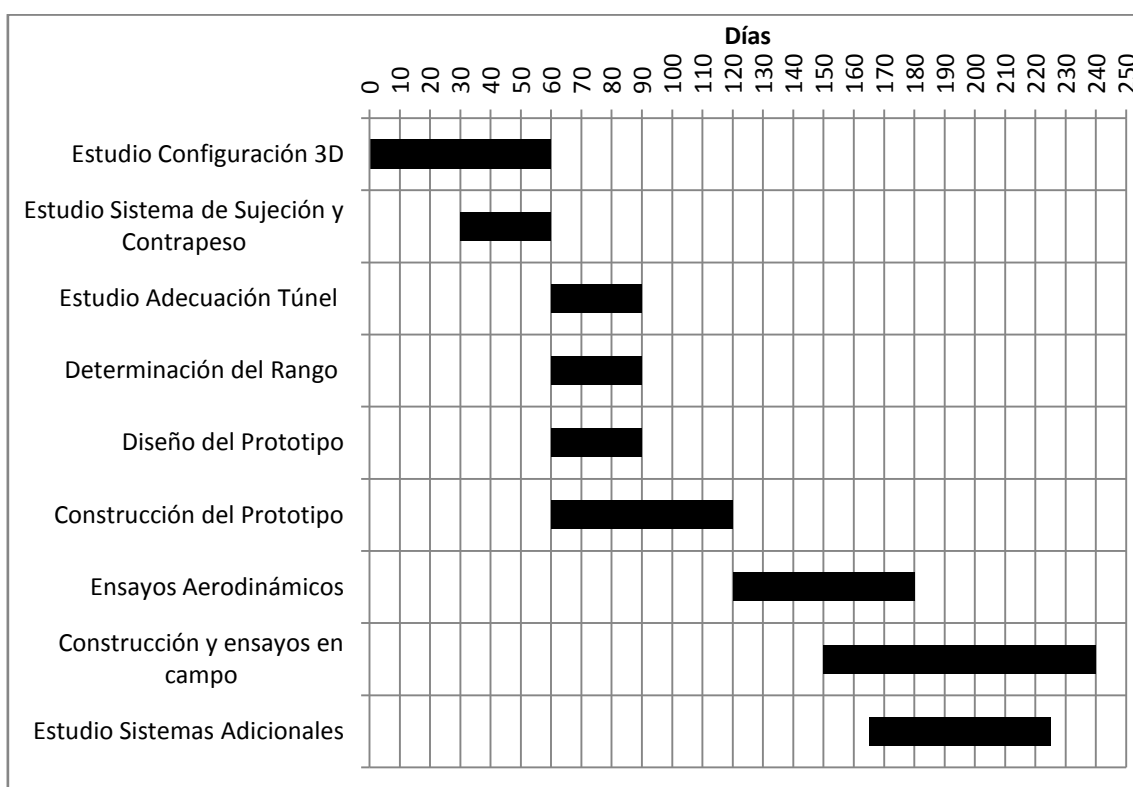 Días
0 10 20 30 40 50 60 70 80 90 100 110 120 130 140 150 160 170 180 190 200 210 220 230 240 250
Estudio Configuración 3D
Estudio Sistema de Sujeción y
Contrapeso
Estudio Adecuación Túnel
Determinación del Rango
Diseño del Prototipo
Construcción del Prototipo
Ensayos Aerodinámicos
Construcción y ensayos en
campo
Estudio Sistemas Adicionales